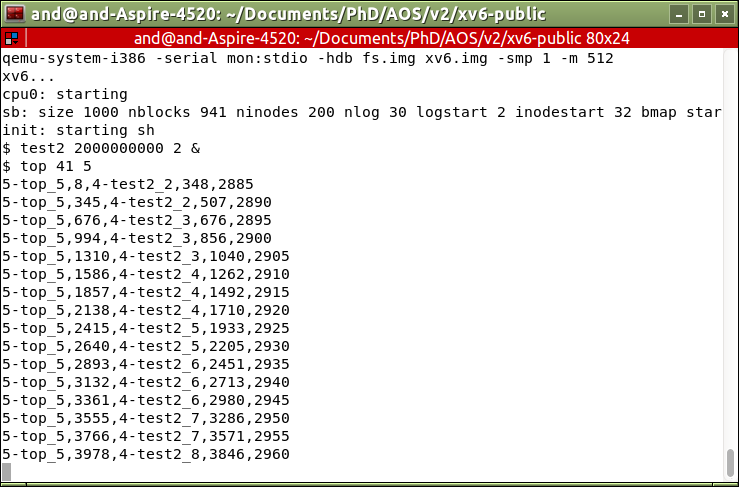 and@and-Aspire-4520: ~/Documents/PhD/AOS/v2/xv6-public
and@and-Aspire-4520: ~/Documents/PhD/AOS/v2/xv6-public 80x24
qemu-system-i386 -serial mon:stdio -hdb fs.img xv6.img -smp 1 -m 512
xv6...
cpu0: starting
sb: size 1000 nblocks 941 ninodes 200 nlog 30 logstart 2 inodestart 32 bmap star
init: starting sh
$ test2 2000000000 2 &
$ top 41 5
5-top_5,8,4-test2_2,348,2885
5-top_5,345,4-test2_2,507,2890
5-top_5,676,4-test2_3,676,2895
5-top_5,994,4-test2_3,856,2900
5-top_5,1310,4-test2_3,1040,2905
5-top_5,1586,4-test2_4,1262,2910
5-top_5,1857,4-test2_4,1492,2915
5-top_5,2138,4-test2_4,1710,2920
5-top_5,2415,4-test2_5,1933,2925
5-top_5,2640,4-test2_5,2205,2930
5-top_5,2893,4-test2_6,2451,2935
5-top_5,3132,4-test2_6,2713,2940
5-top_5,3361,4-test2_6,2980,2945
5-top_5,3555,4-test2_7,3286,2950
5-top_5,3766,4-test2_7,3571,2955
5-top_5,3978,4-test2_8,3846,2960